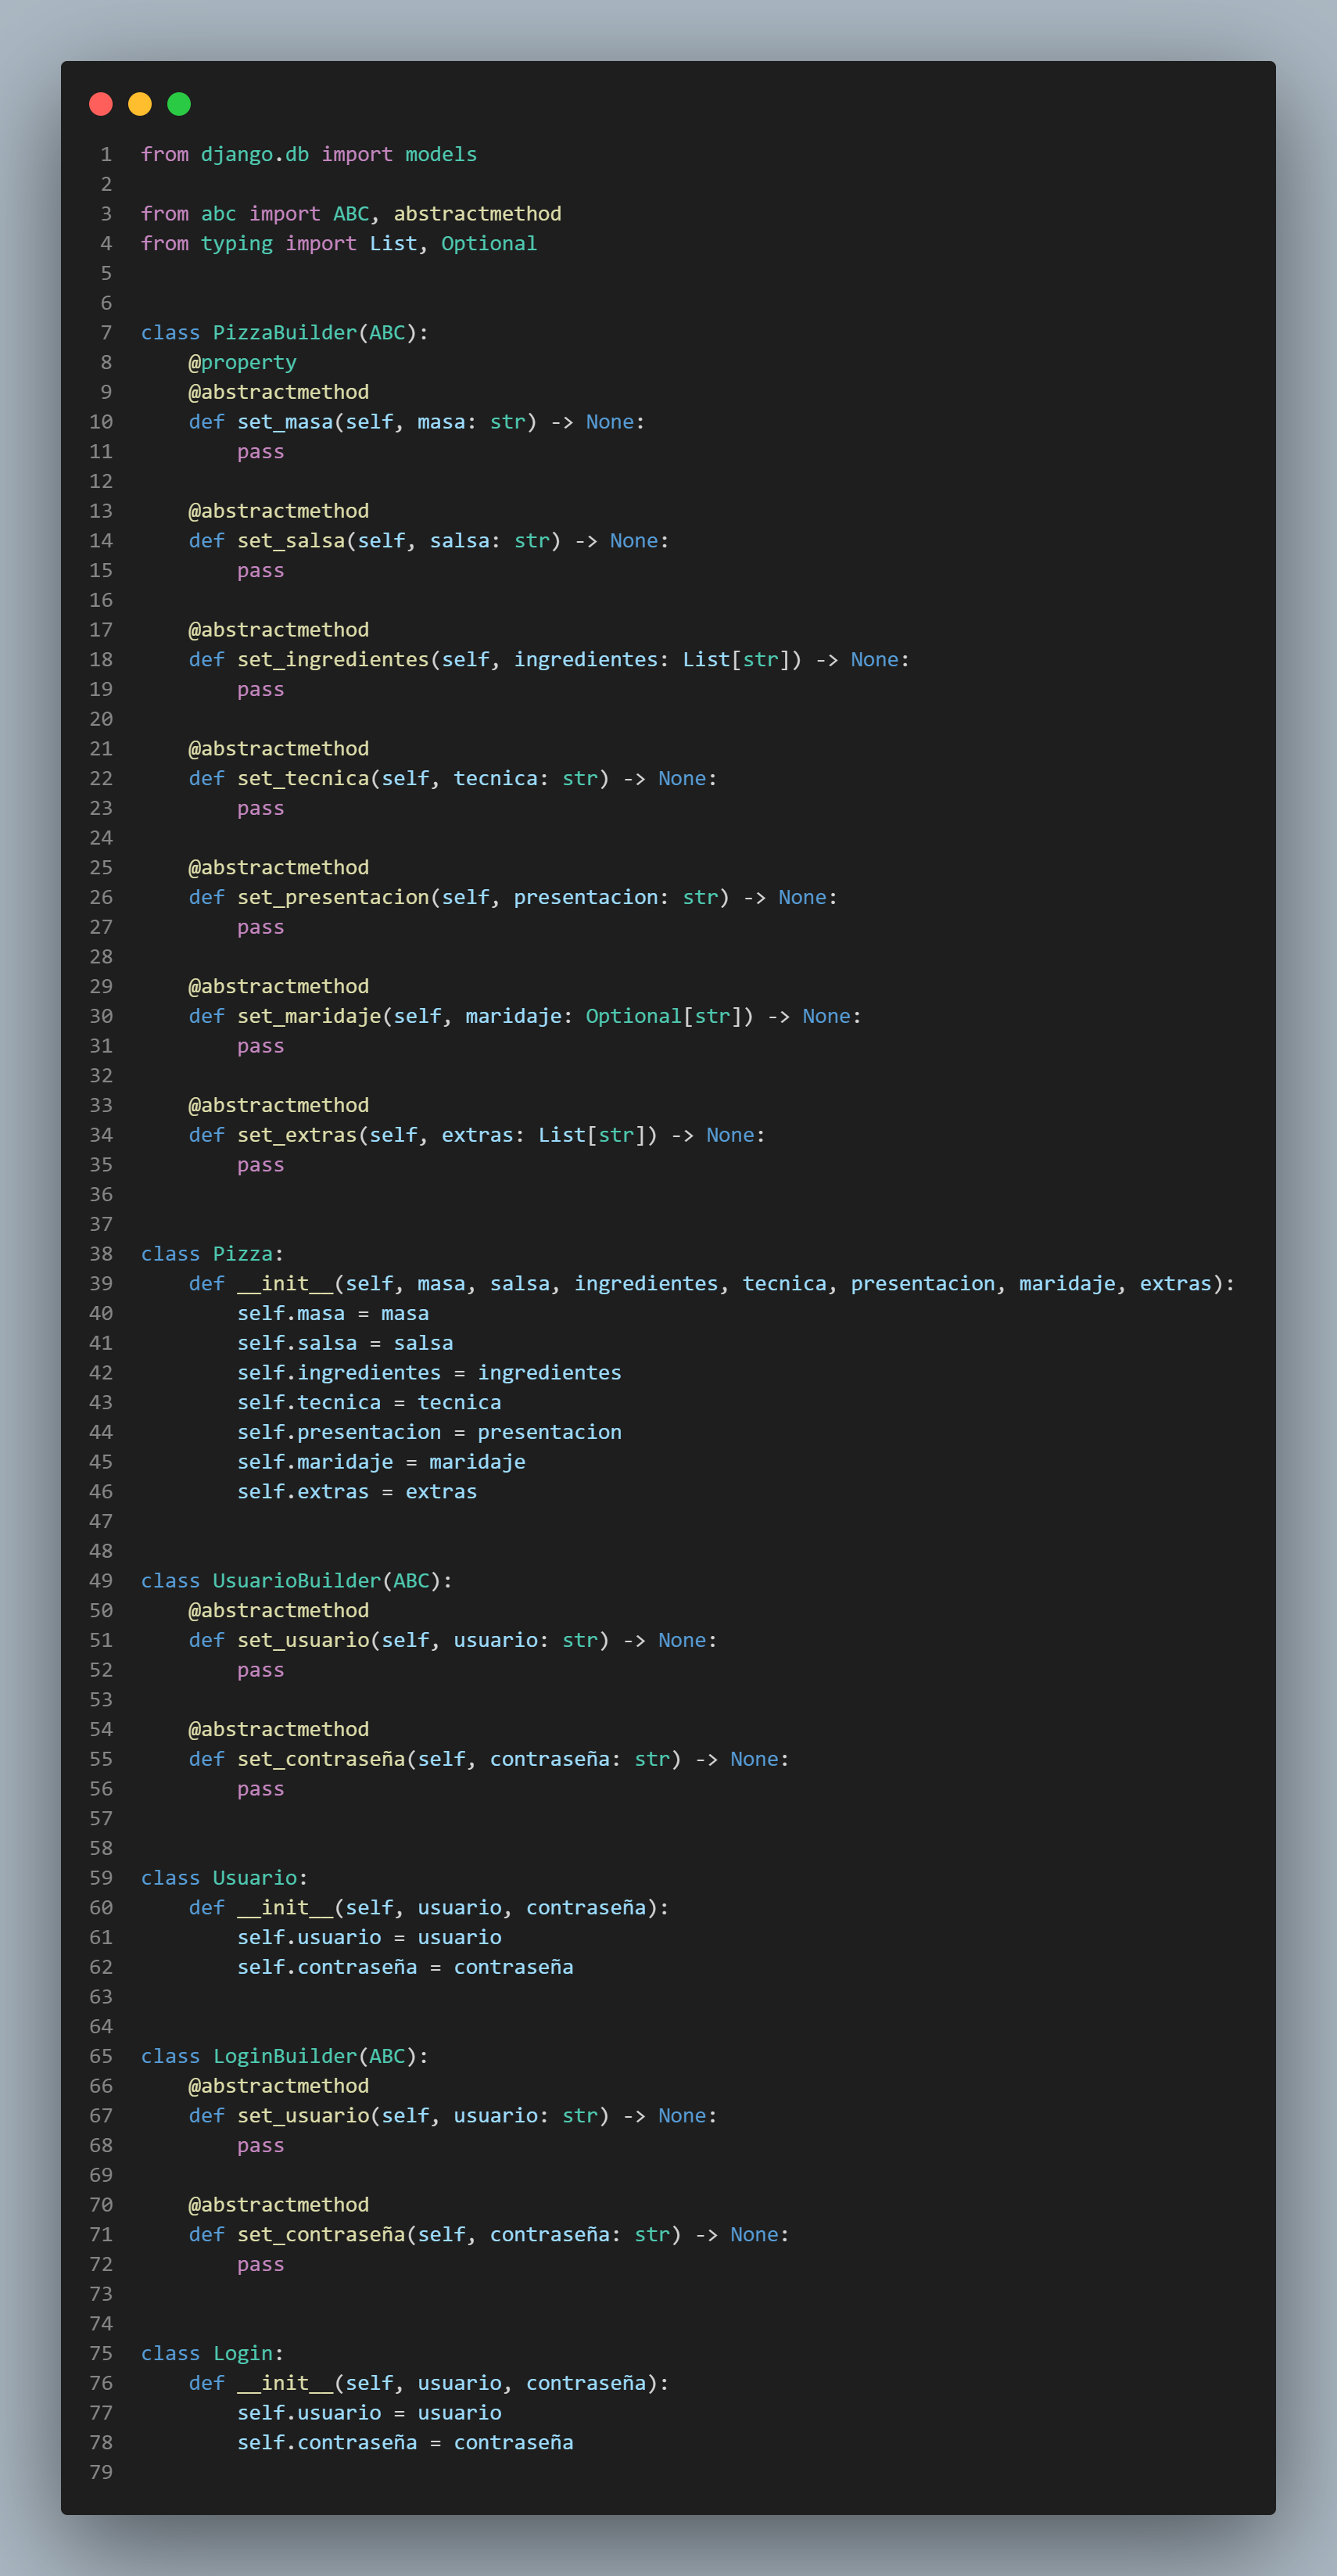 1 from django.db import models
2
3 from abc import ABC, abstractmethod
4 from typing import List, Optional
5
6
7 class PizzaBuilder(ABC):
8     @property
9     @abstractmethod
10     def set_masa(self, masa: str) -> None:
11         pass
12
13     @abstractmethod
14     def set_salsa(self, salsa: str) -> None:
15         pass
16
17     @abstractmethod
18     def set_ingredientes(self, ingredientes: List[str]) -> None:
19         pass
20
21     @abstractmethod
22     def set_tecnica(self, tecnica: str) -> None:
23         pass
24
25     @abstractmethod
26     def set_presentacion(self, presentacion: str) -> None:
27         pass
28
29     @abstractmethod
30     def set_maridaje(self, maridaje: Optional[str]) -> None:
31         pass
32
33     @abstractmethod
34     def set_extras(self, extras: List[str]) -> None:
35         pass
36
37
38 class Pizza:
39     def __init__(self, masa, salsa, ingredientes, tecnica, presentacion, maridaje, extras):
40         self.masa = masa
41         self.salsa = salsa
42         self.ingredientes = ingredientes
43         self.tecnica = tecnica
44         self.presentacion = presentacion
45         self.maridaje = maridaje
46         self.extras = extras
47
48
49 class UsuarioBuilder(ABC):
50     @abstractmethod
51     def set_usuario(self, usuario: str) -> None:
52         pass
53
54     @abstractmethod
55     def set_contraseña(self, contraseña: str) -> None:
56         pass
57
58
59 class Usuario:
60     def __init__(self, usuario, contraseña):
61         self.usuario = usuario
62         self.contraseña = contraseña
63
64
65 class LoginBuilder(ABC):
66     @abstractmethod
67     def set_usuario(self, usuario: str) -> None:
68         pass
69
70     @abstractmethod
71     def set_contraseña(self, contraseña: str) -> None:
72         pass
73
74
75 class Login:
76     def __init__(self, usuario, contraseña):
77         self.usuario = usuario
78         self.contraseña = contraseña
79